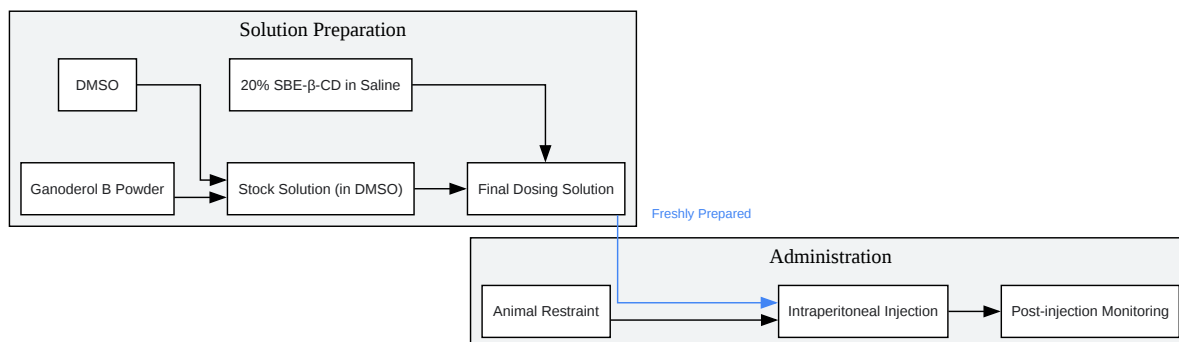 Solution Preparation
DMSO
20% SBE-β-CD in Saline
Ganoderol B Powder
Stock Solution (in DMSO)
Final Dosing Solution
Freshly Prepared
Administration
Animal Restraint
Intraperitoneal Injection
Post-injection Monitoring